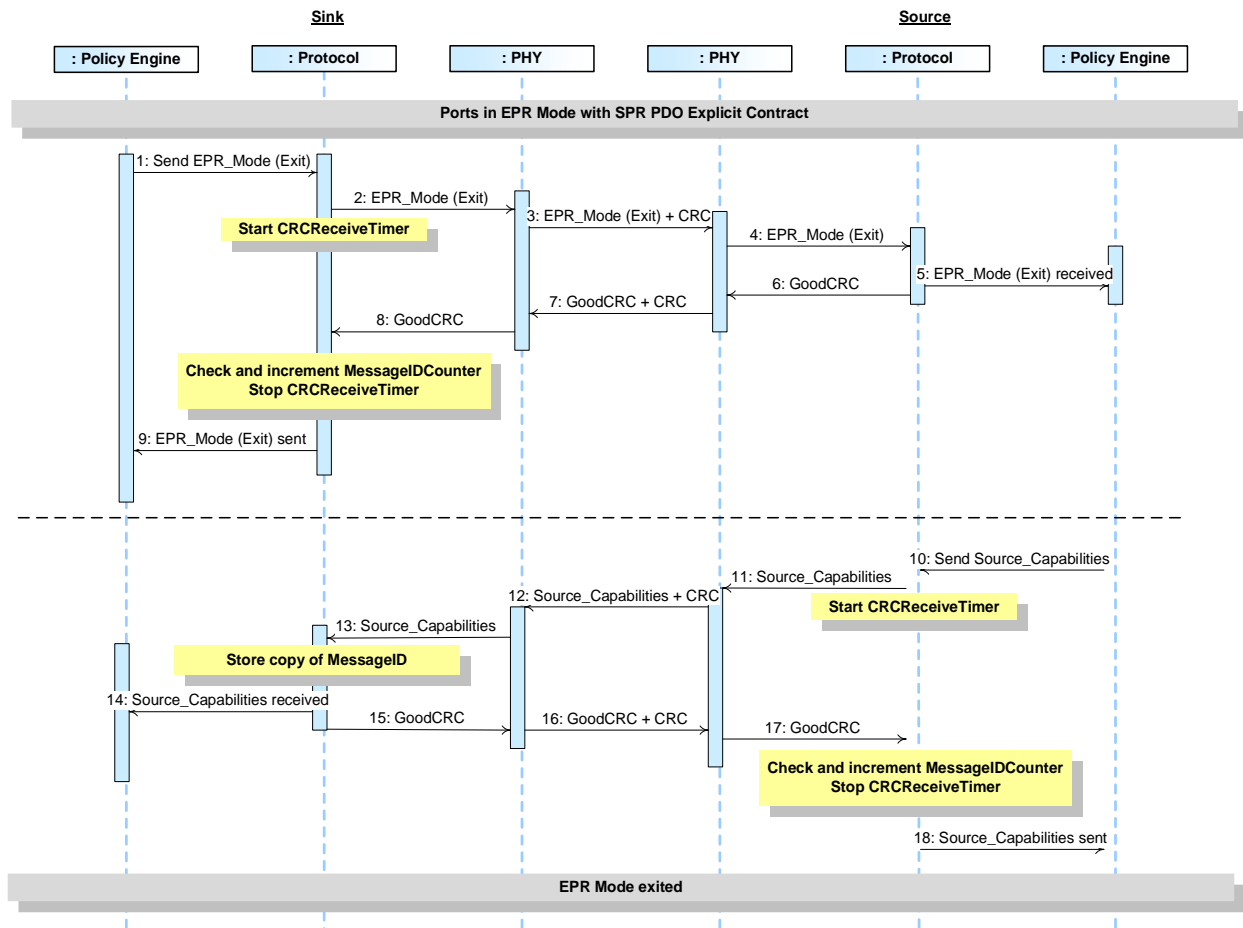 Sink
Source
: Policy Engine
: Protocol
: PHY
: PHY
: Protocol
: Policy Engine
Ports in EPR Mode with SPR PDO Explicit Contract
1: Send EPR_Mode (Exit)
2: EPR_Mode (Exit)
Start CRCReceiveTimer
3: EPR_Mode (Exit) + CRC
4: EPR_Mode (Exit)
5: EPR_Mode (Exit) received
6: GoodCRC
7: GoodCRC + CRC
8: GoodCRC
Check and increment MessageIDCounter
Stop CRCReceiveTimer
9: EPR_Mode (Exit) sent
10: Send Source_Capabilities
11: Source_Capabilities
Start CRCReceiveTimer
12: Source_Capabilities + CRC
13: Source_Capabilities
Store copy of MessageID
14: Source_Capabilities received
15: GoodCRC
16: GoodCRC + CRC
17: GoodCRC
Check and increment MessageIDCounter
Stop CRCReceiveTimer
18: Source_Capabilities sent
EPR Mode exited